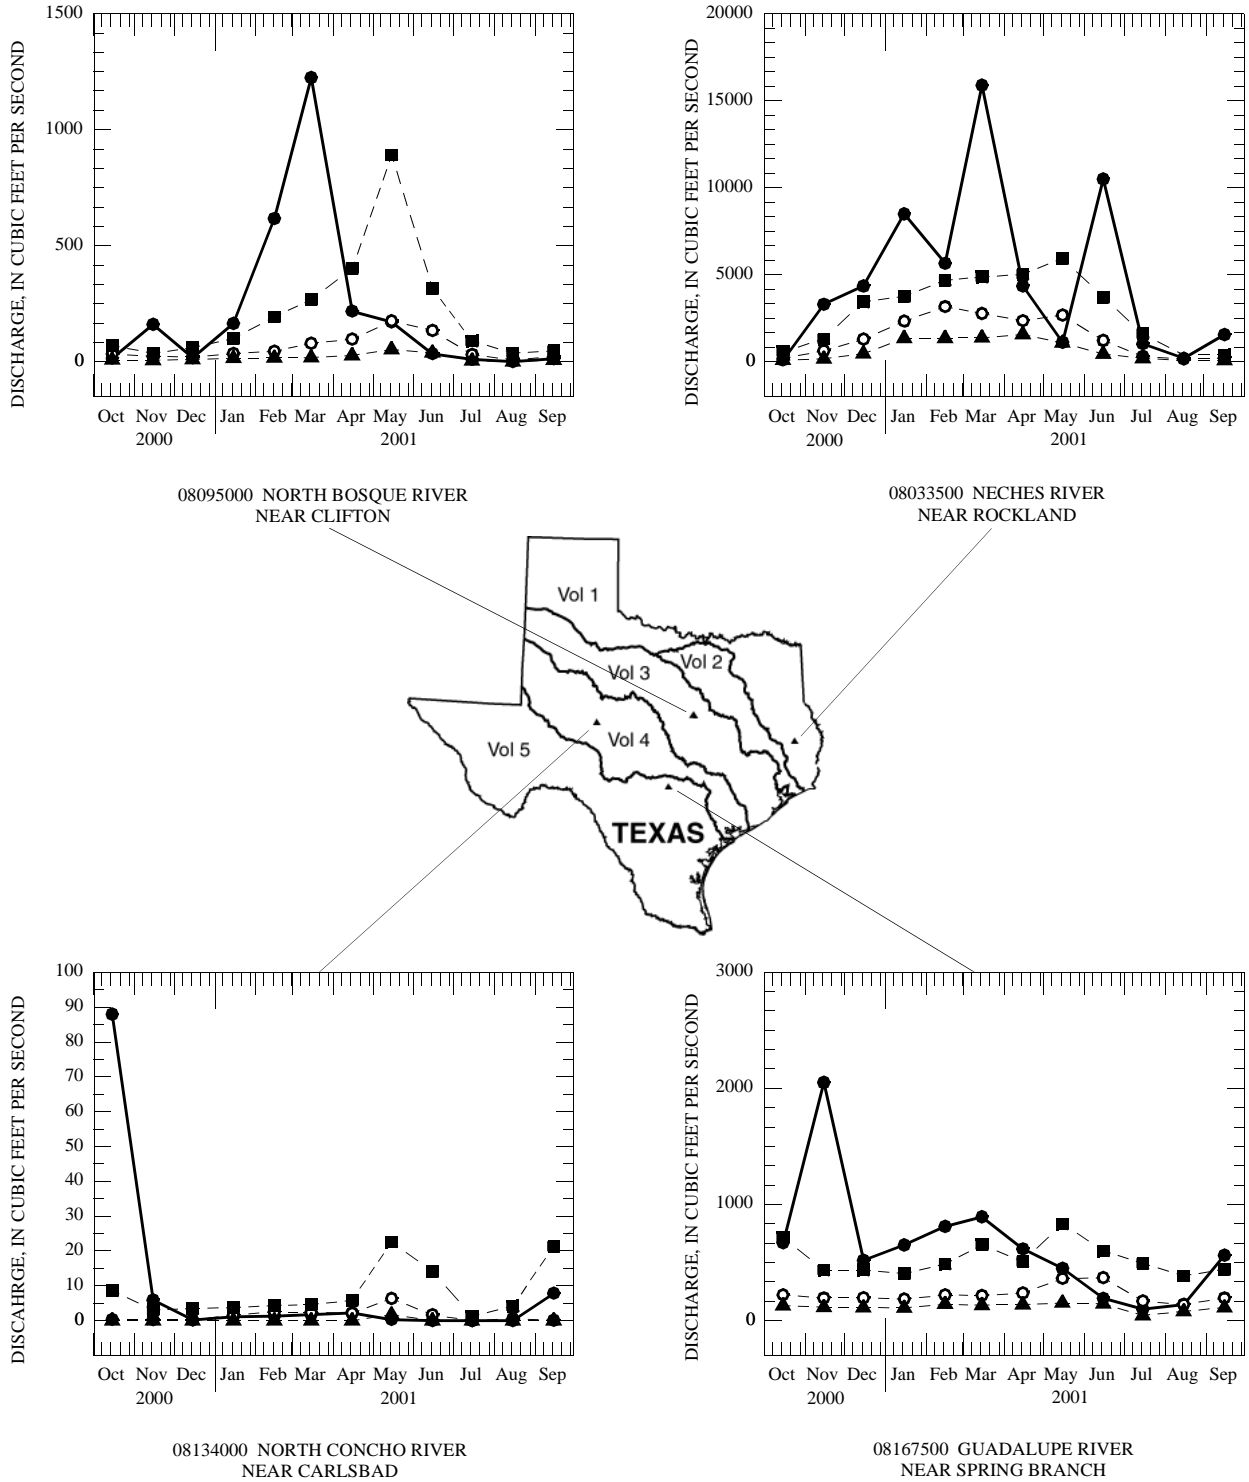 DISCHARGE, IN CUBIC FEET PER SECOND
1500
1000
500
0
Oct Nov Dec Jan Feb Mar Apr May Jun Jul Aug Sep
2000 2001
08095000 NORTH BOSQUE RIVER
NEAR CLIFTON
DISCHARGE, IN CUBIC FEET PER SECOND
20000
15000
10000
5000
0
Oct Nov Dec Jan Feb Mar Apr May Jun Jul Aug Sep
2000 2001
08033500 NECHES RIVER
NEAR ROCKLAND
Vol 1
Vol 2
Vol 3
Vol 4
Vol 5
TEXAS
DISCAHRGE, IN CUBIC FEET PER SECOND
100
90
80
70
60
50
40
30
20
10
0
Oct Nov Dec Jan Feb Mar Apr May Jun Jul Aug Sep
2000 2001
08134000 NORTH CONCHO RIVER
NEAR CARLSBAD
DISCHARGE, IN CUBIC FEET PER SECOND
3000
2000
1000
0
Oct Nov Dec Jan Feb Mar Apr May Jun Jul Aug Sep
2000 2001
08167500 GUADALUPE RIVER
NEAR SPRING BRANCH